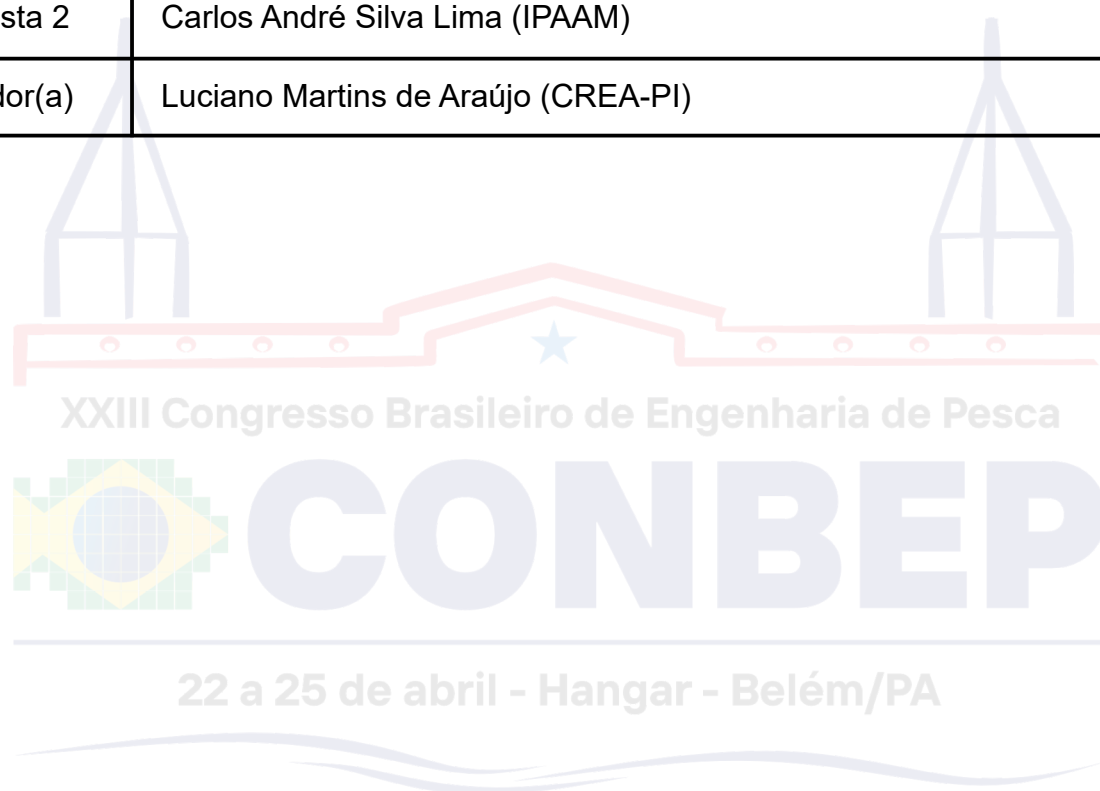 sta 2 Carlos André Silva Lima (IPAAM)
dor(a) Luciano Martins de Araújo (CREA-PI)
XXIII Congresso Brasileiro de Engenharia de Pesca
CONBEP
22 a 25 de abril - Hangar - Belém/PA